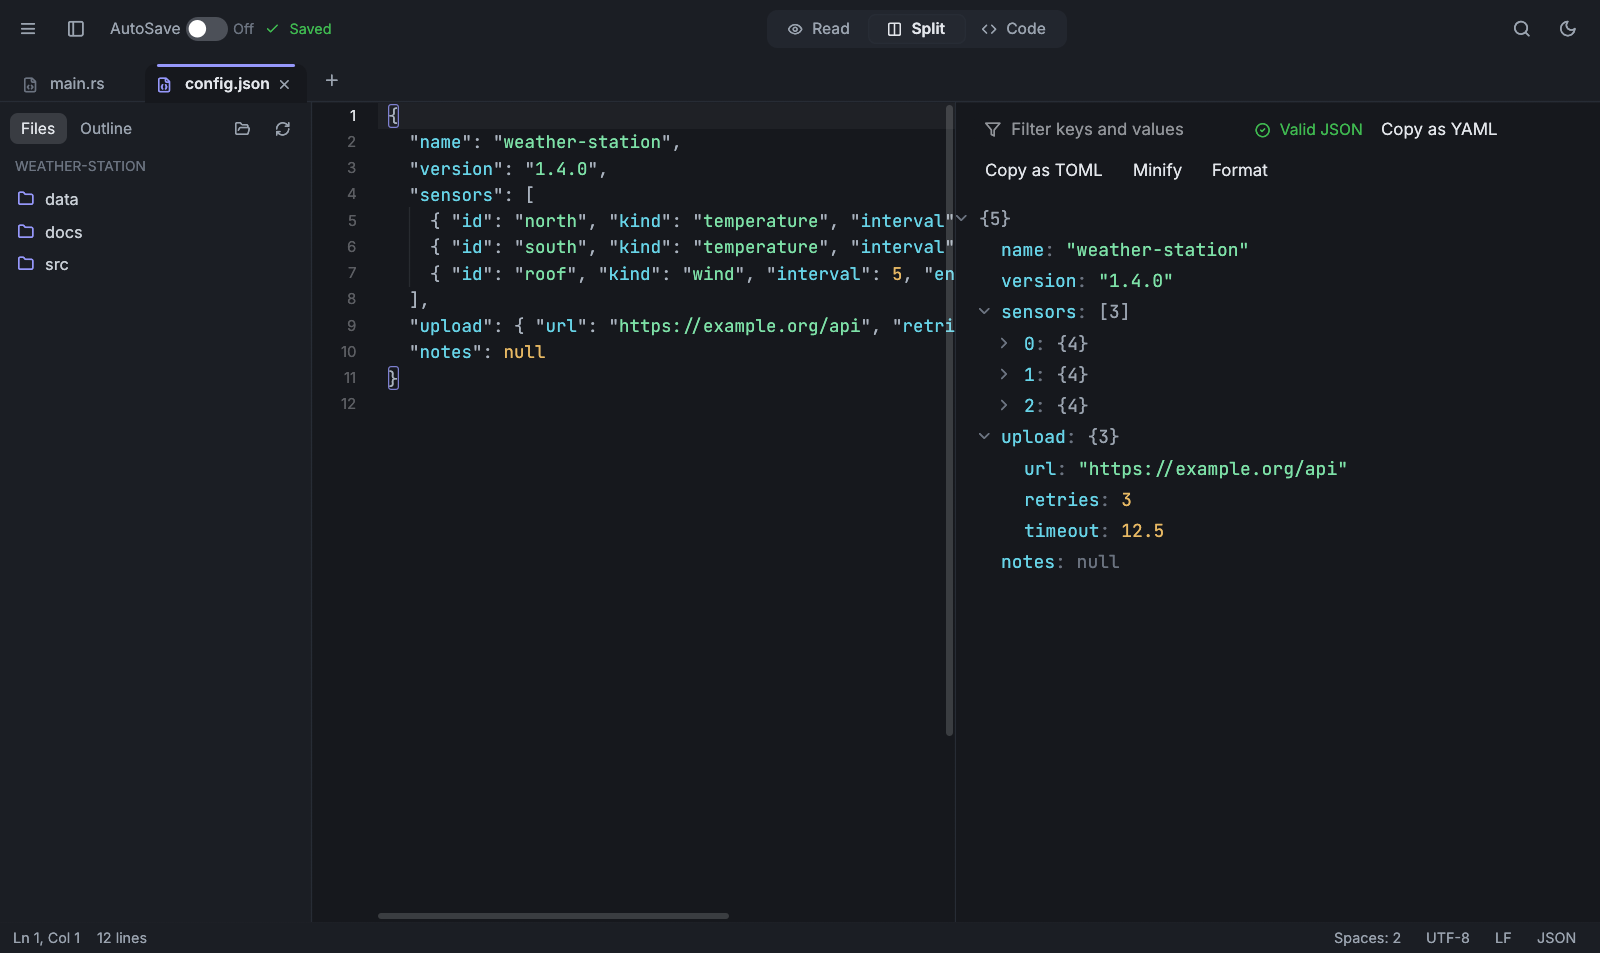 AutoSave Off Saved
Read Split Code
main.rs
config.json
Files Outline
WEATHER-STATION
data
docs
src
1 {
2 "name": "weather-station",
3 "version": "1.4.0",
4 "sensors": [
5 { "id": "north", "kind": "temperature", "interval"
6 { "id": "south", "kind": "temperature", "interval"
7 { "id": "roof", "kind": "wind", "interval": 5, "en
8 ],
9 "upload": { "url": "https://example.org/api", "retri
10 "notes": null
11 }
12
Filter keys and values Valid JSON Copy as YAML
Copy as TOML Minify Format
{5}
name: "weather-station"
version: "1.4.0"
sensors: [3]
0: {4}
1: {4}
2: {4}
upload: {3}
url: "https://example.org/api"
retries: 3
timeout: 12.5
notes: null
Ln 1, Col 1 12 lines
Spaces: 2 UTF-8 LF JSON